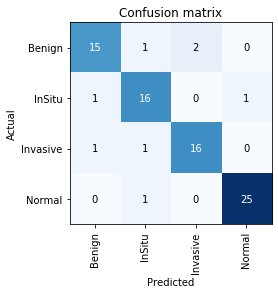 Confusion matrix
Actual
Benign 15 1 2 0
InSitu 1 16 0 1
Invasive 1 1 16 0
Normal 0 1 0 25
Benign InSitu Invasive Normal
Predicted